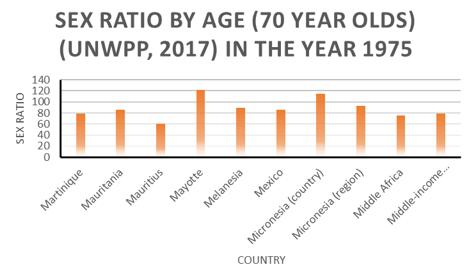 SEX RATIO BY AGE (70 YEAR OLDS)
(UNWPP, 2017) IN THE YEAR 1975
SEX RATIO
140
120
100
80
60
40
20
0
Martinique
Mauritania
Mauritius
Mayotte
Melanesia
Mexico
Micronesia (country)
Micronesia (region)
Middle Africa
Middle-income...
COUNTRY